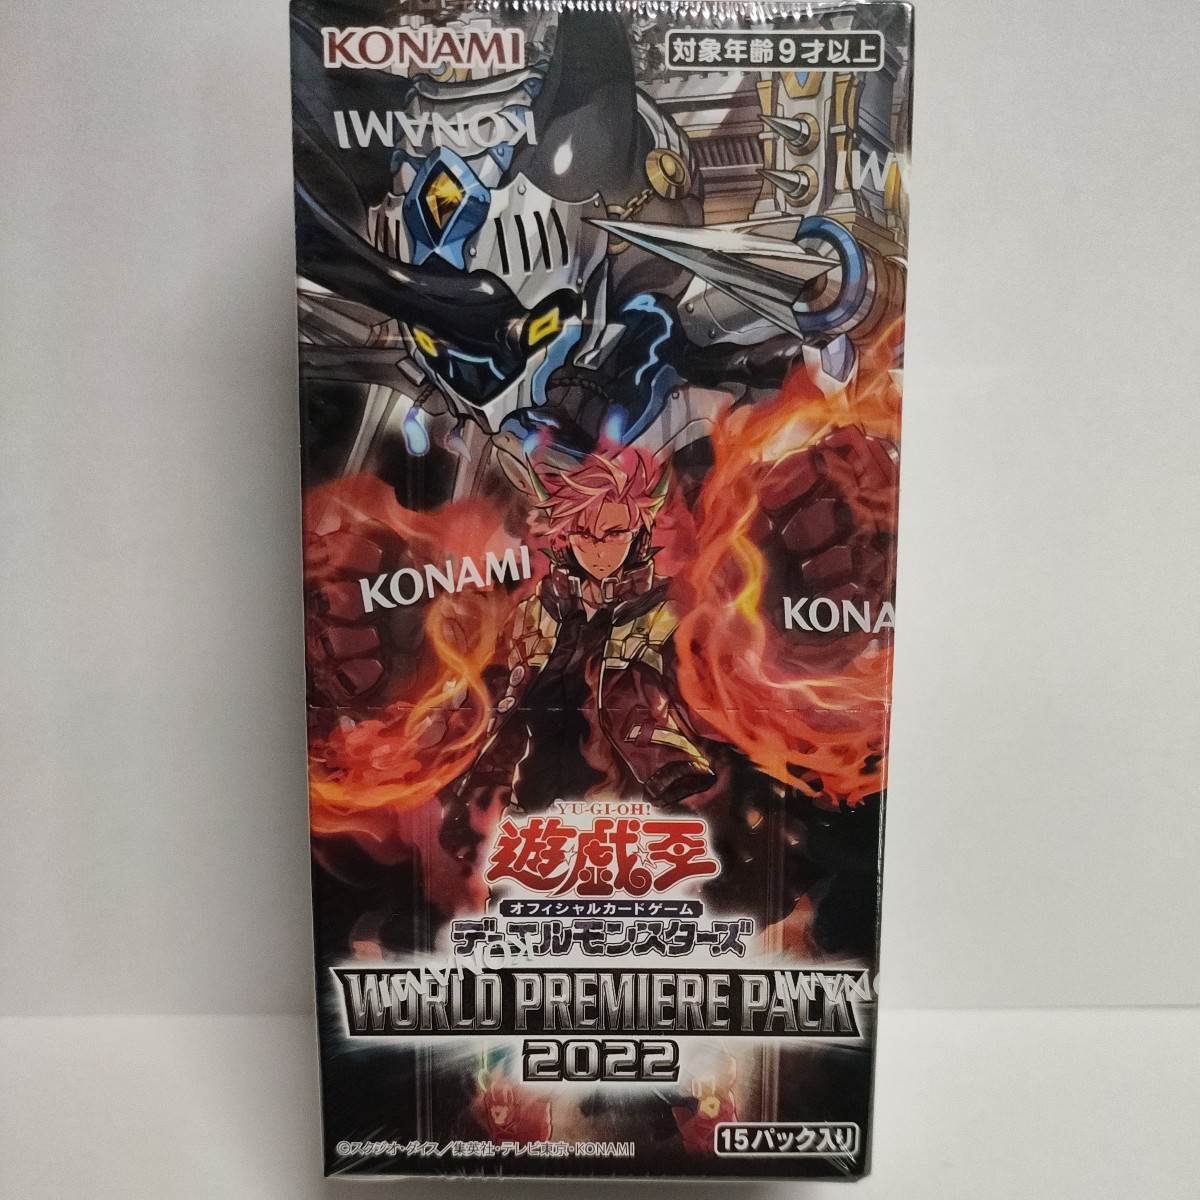 KONAMI
対象年齢9才以上
KONAMI
KONAMI
KONA
YU-GI-OH!
遊戯王
オフィシャルカードゲーム
デュエルモンスターズ
KONAMI
WORLD PREMIERE PACK
2022
15パック入り
©スタジオ・ダイス/集英社・テレビ東京・KONAMI